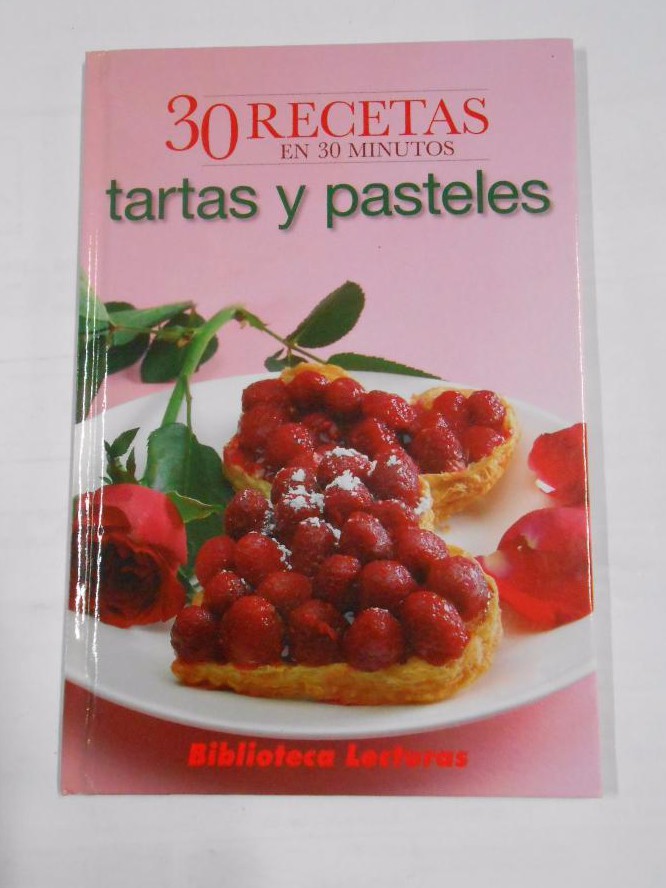 30 RECETAS
EN 30 MINUTOS
tartas y pasteles
Biblioteca Lecturas